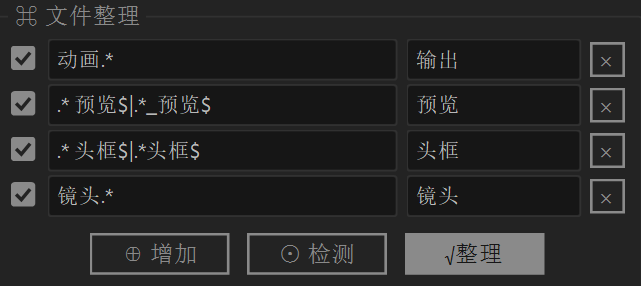 ⌘ 文件整理
动画.* 输出 ×
.* 预览$|.*_预览$ 预览 ×
.* 头框$|.*头框$ 头框 ×
镜头.* 镜头 ×
⊕ 增加 ⊙ 检测 √整理